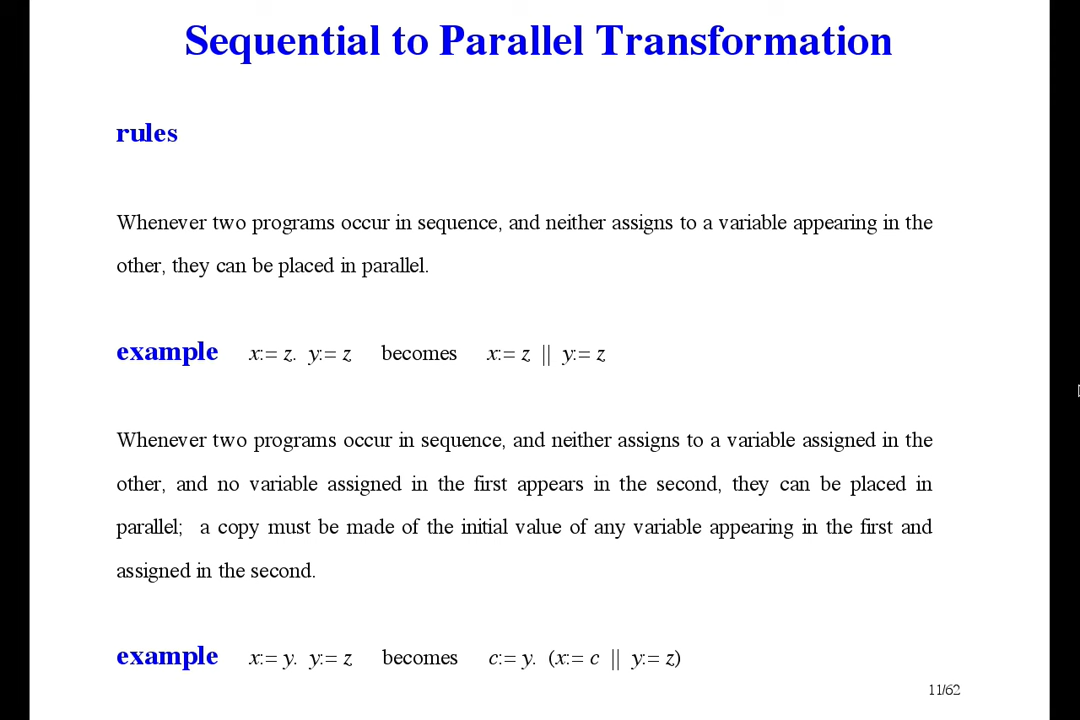 Sequential to Parallel Transformation
rules
Whenever two programs occur in sequence, and neither assigns to a variable appearing in the
other, they can be placed in parallel.
example x:= z. y:= z becomes x:= z || y:= z
Whenever two programs occur in sequence, and neither assigns to a variable assigned in the
other, and no variable assigned in the first appears in the second, they can be placed in
parallel; a copy must be made of the initial value of any variable appearing in the first and
assigned in the second.
example x:= y. y:= z becomes c:= y. (x:= c || y:= z)
11/62